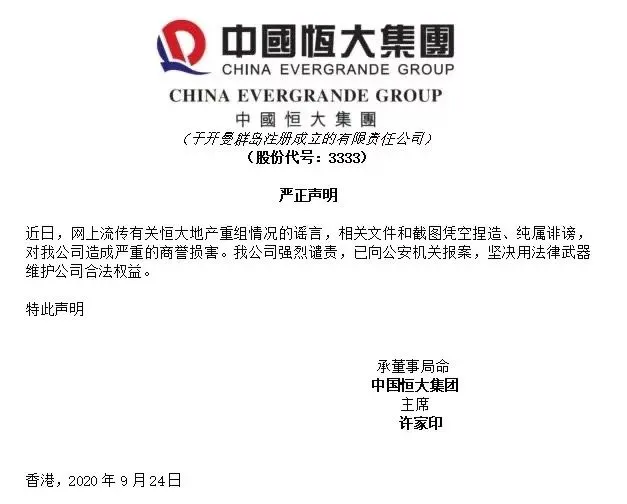 中國恆大集團
CHINA EVERGRANDE GROUP
CHINA EVERGRANDE GROUP
中國恒大集團
（于开曼群岛注册成立的有限责任公司）
（股份代号：3333）
严正声明
近日，网上流传有关恒大地产重组情况的谣言，相关文件和截图凭空捏造、纯属诽谤，
对我公司造成严重的商誉损害。我公司强烈谴责，已向公安机关报案，坚决用法律武器
维护公司合法权益。
特此声明
承董事局命
中国恒大集团
主席
许家印
香港，2020 年 9 月 24 日